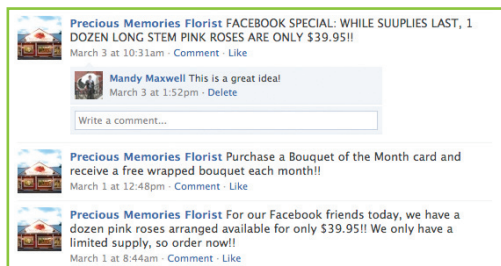 Precious Memories Florist FACEBOOK SPECIAL: WHILE SUUPLIES LAST, 1
DOZEN LONG STEM PINK ROSES ARE ONLY $39.95!!
March 3 at 10:31am · Comment · Like
Mandy Maxwell This is a great idea!
March 3 at 1:52pm · Delete
Write a comment...
Precious Memories Florist Purchase a Bouquet of the Month card and
receive a free wrapped bouquet each month!!
March 1 at 12:48pm · Comment · Like
Precious Memories Florist For our Facebook friends today, we have a
dozen pink roses arranged available for only $39.95!! We only have a
limited supply, so order now!!
March 1 at 8:44am · Comment · Like